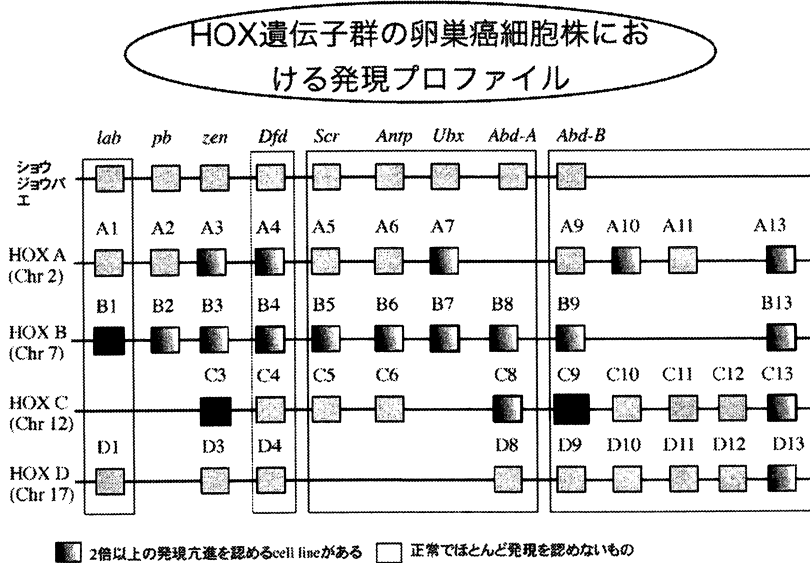 HOX遺伝子群の卵巣癌細胞株にお
ける発現プロファイル
lab pb zen Dfd Scr Antp Ubx Abd-A Abd-B
ショウ
ジョウバ
エ
A1 A2 A3 A4 A5 A6 A7 A9 A10 A11 A13
HOX A
(Chr 2)
B1 B2 B3 B4 B5 B6 B7 B8 B9 B13
HOX B
(Chr 7)
C3 C4 C5 C6 C8 C9 C10 C11 C12 C13
HOX C
(Chr 12)
D1 D3 D4 D8 D9 D10 D11 D12 D13
HOX D
(Chr 17)
2倍以上の発現亢進を認めるcell lineがある 正常でほとんど発現を認めないもの